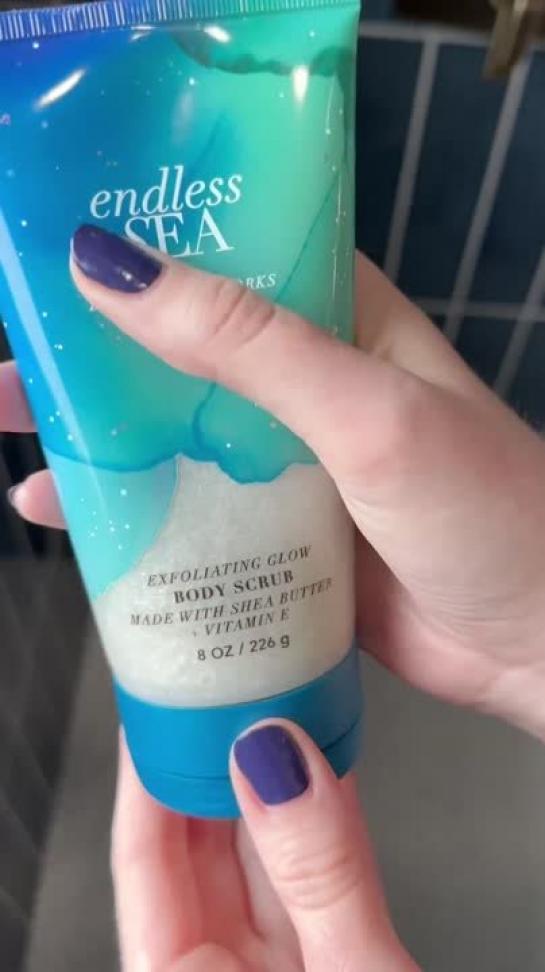 endless
SEA
EXFOLIATING GLOW
BODY SCRUB
MADE WITH SHEA BUTTER
+ VITAMIN E
8 OZ / 226 g